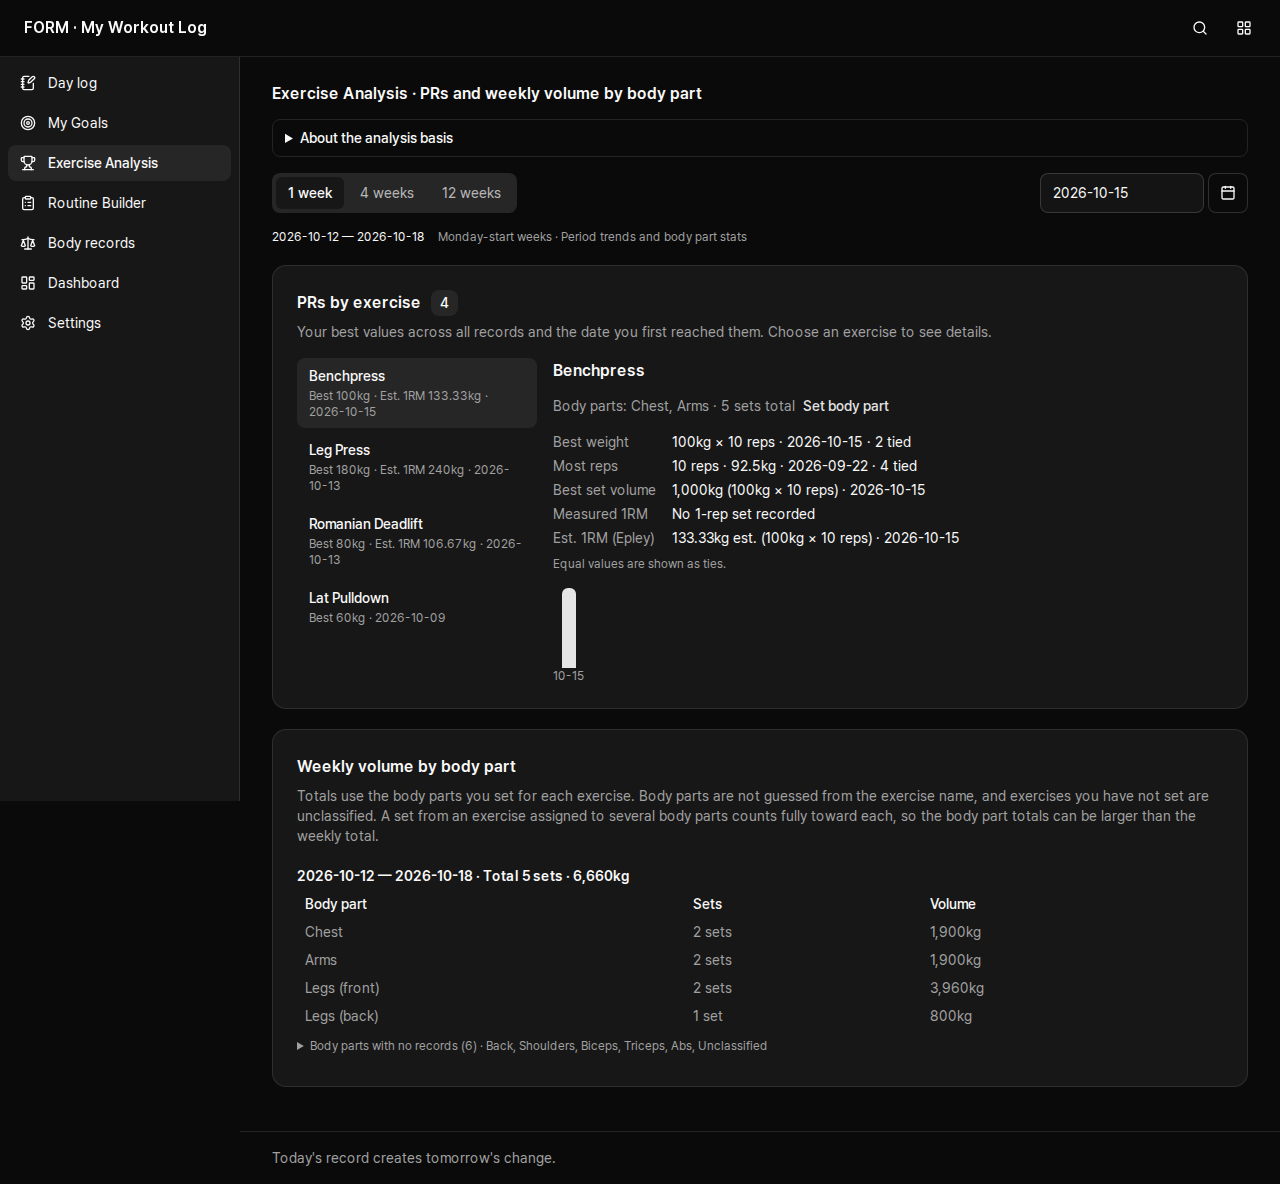 FORM · My Workout Log
Day log
My Goals
Exercise Analysis
Routine Builder
Body records
Dashboard
Settings
Exercise Analysis · PRs and weekly volume by body part
About the analysis basis
1 week
4 weeks
12 weeks
2026-10-15
2026-10-12 — 2026-10-18 Monday-start weeks · Period trends and body part stats
PRs by exercise 4
Your best values across all records and the date you first reached them. Choose an exercise to see details.
Benchpress
Best 100kg · Est. 1RM 133.33kg ·
2026-10-15
Leg Press
Best 180kg · Est. 1RM 240kg · 2026-
10-13
Romanian Deadlift
Best 80kg · Est. 1RM 106.67kg · 2026-
10-13
Lat Pulldown
Best 60kg · 2026-10-09
Benchpress
Body parts: Chest, Arms · 5 sets total Set body part
Best weight 100kg × 10 reps · 2026-10-15 · 2 tied
Most reps 10 reps · 92.5kg · 2026-09-22 · 4 tied
Best set volume 1,000kg (100kg × 10 reps) · 2026-10-15
Measured 1RM No 1-rep set recorded
Est. 1RM (Epley) 133.33kg est. (100kg × 10 reps) · 2026-10-15
Equal values are shown as ties.
10-15
Weekly volume by body part
Totals use the body parts you set for each exercise. Body parts are not guessed from the exercise name, and exercises you have not set are
unclassified. A set from an exercise assigned to several body parts counts fully toward each, so the body part totals can be larger than the
weekly total.
2026-10-12 — 2026-10-18 · Total 5 sets · 6,660kg
Body part Sets Volume
Chest 2 sets 1,900kg
Arms 2 sets 1,900kg
Legs (front) 2 sets 3,960kg
Legs (back) 1 set 800kg
Body parts with no records (6) · Back, Shoulders, Biceps, Triceps, Abs, Unclassified
Today's record creates tomorrow's change.